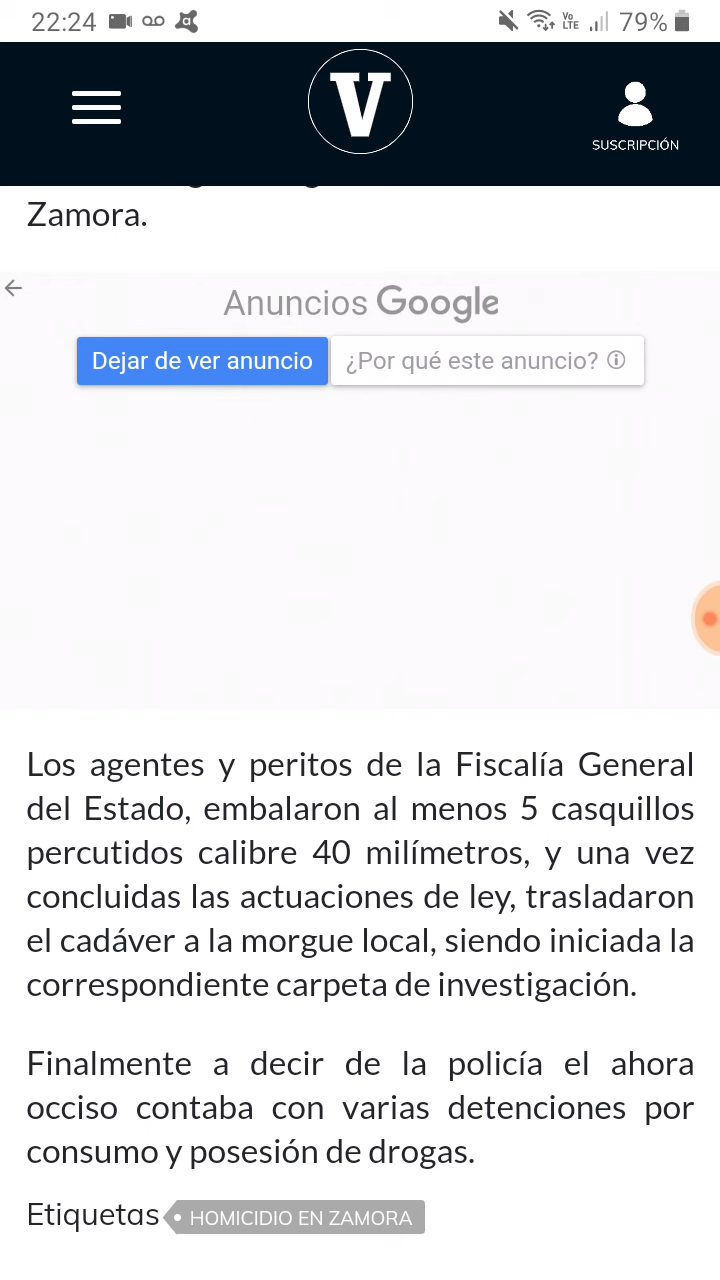 22:24
Vo LTE
79%
V
SUSCRIPCIÓN
Zamora.
Anuncios Google
Dejar de ver anuncio
¿Por qué este anuncio?
Los agentes y peritos de la Fiscalía General
del Estado, embalaron al menos 5 casquillos
percutidos calibre 40 milímetros, y una vez
concluidas las actuaciones de ley, trasladaron
el cadáver a la morgue local, siendo iniciada la
correspondiente carpeta de investigación.
Finalmente a decir de la policía el ahora
occiso contaba con varias detenciones por
consumo y posesión de drogas.
Etiquetas HOMICIDIO EN ZAMORA